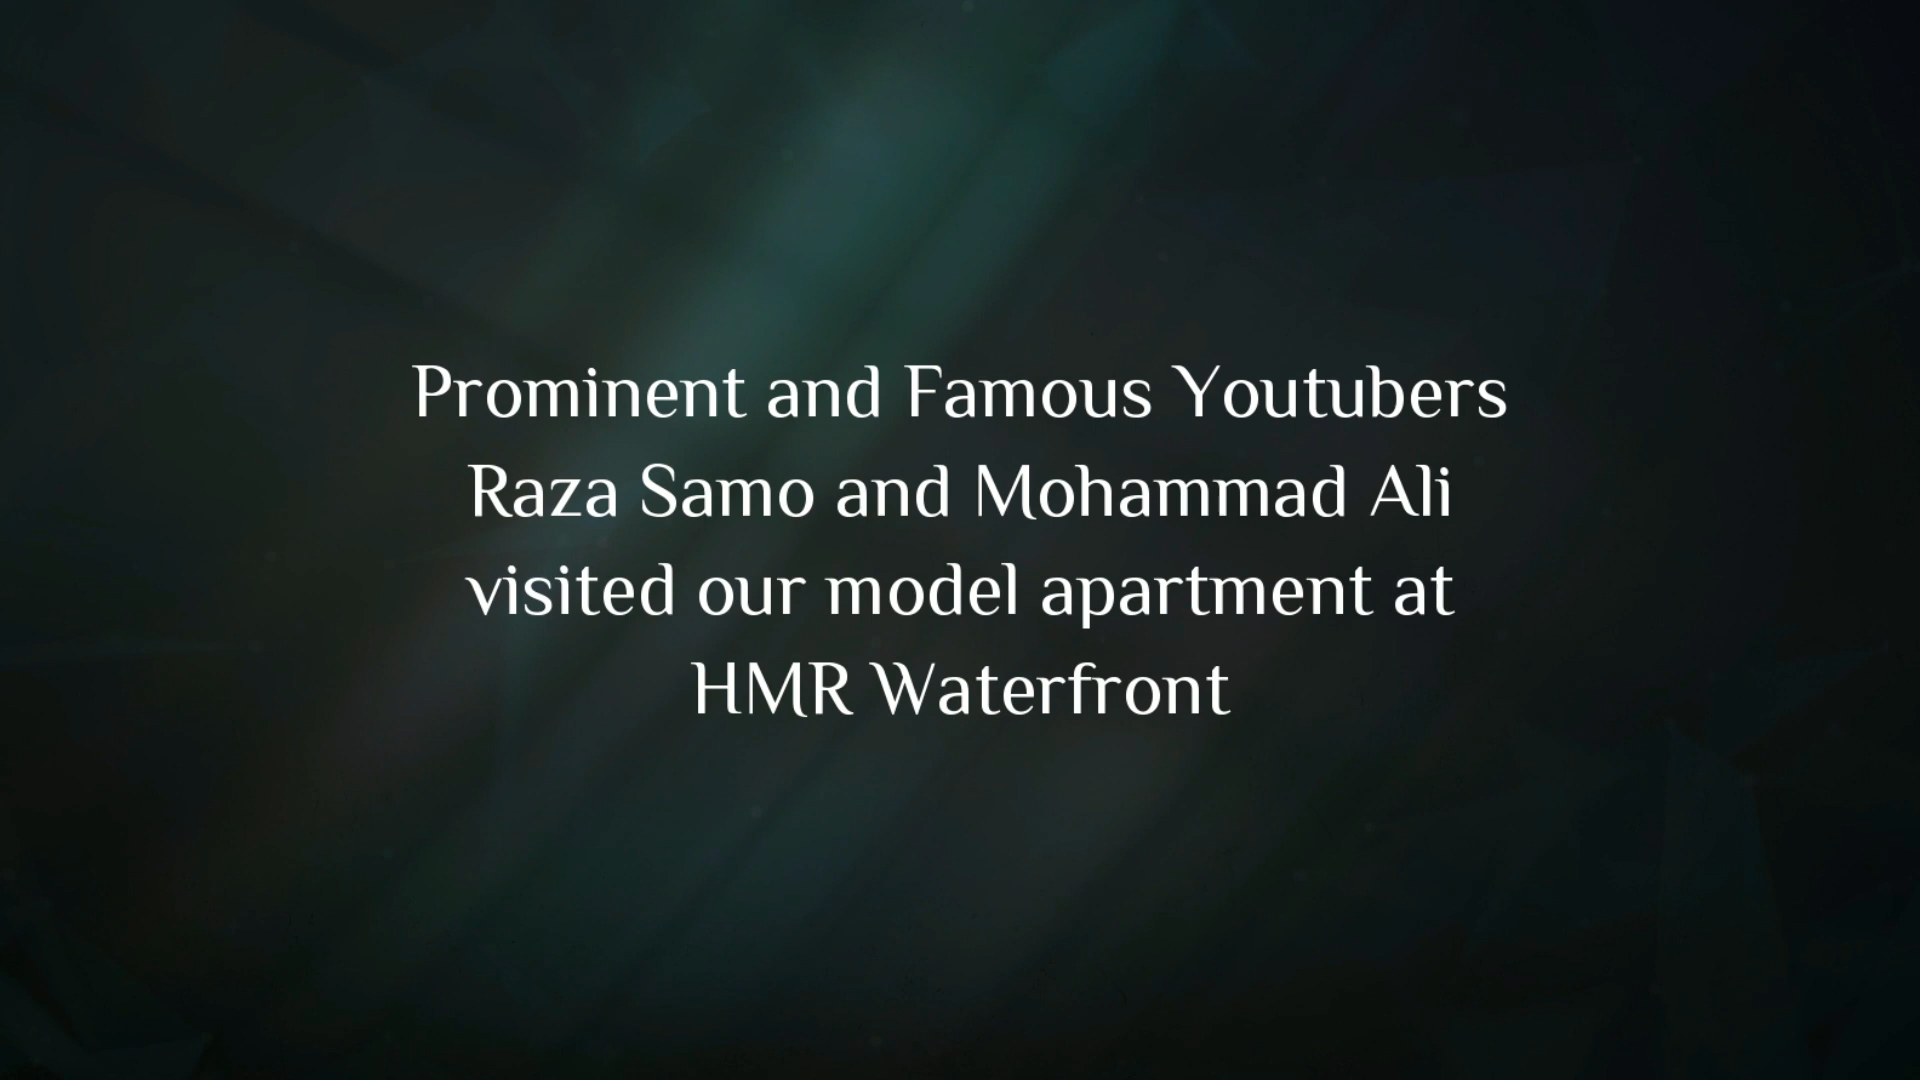 Prominent and Famous Youtubers
Raza Samo and Mohammad Ali
visited our model apartment at
HMR Waterfront